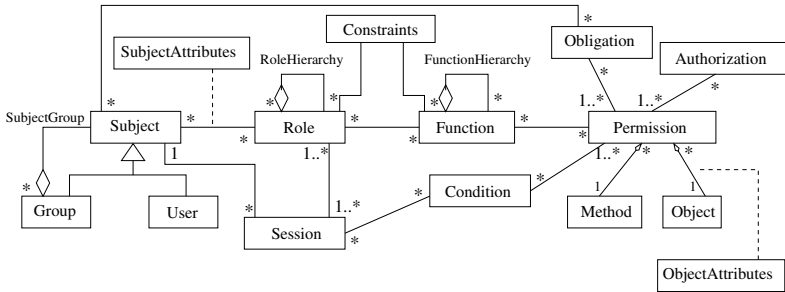 Constraints
* *
SubjectAttributes RoleHierarchy FunctionHierarchy Obligation Authorization
* * * * * *
* * * 1..* 1..*
SubjectGroup Subject * Role * Function * Permission
* * *
1 1..* 1..* * *
* * Condition *
Group User * 1..* 1 Method 1 Object
Session *
ObjectAttributes